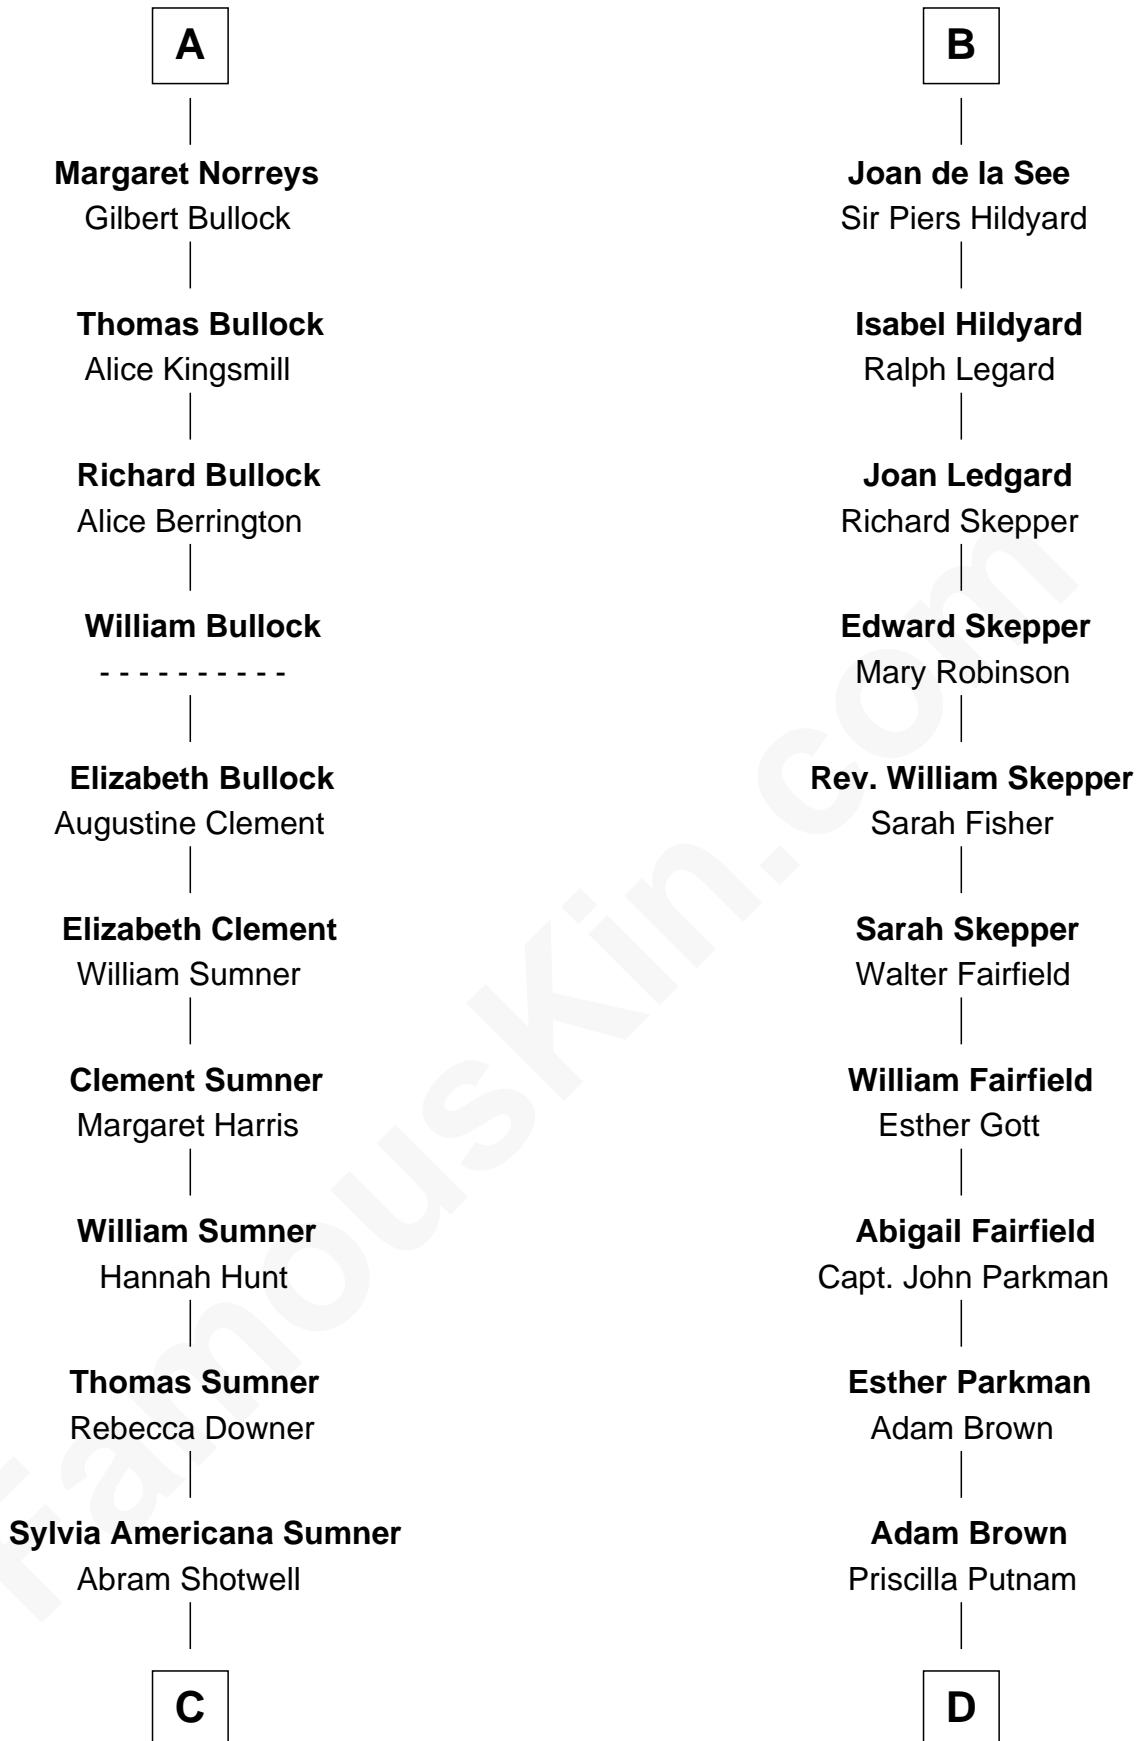 A
Margaret Norreys
Gilbert Bullock
Thomas Bullock
Alice Kingsmill
Richard Bullock
Alice Berrington
William Bullock
- - - - - - - - - -
Elizabeth Bullock
Augustine Clement
Elizabeth Clement
William Sumner
Clement Sumner
Margaret Harris
William Sumner
Hannah Hunt
Thomas Sumner
Rebecca Downer
Sylvia Americana Sumner
Abram Shotwell
C
B
Joan de la See
Sir Piers Hildyard
Isabel Hildyard
Ralph Legard
Joan Ledgard
Richard Skepper
Edward Skepper
Mary Robinson
Rev. William Skepper
Sarah Fisher
Sarah Skepper
Walter Fairfield
William Fairfield
Esther Gott
Abigail Fairfield
Capt. John Parkman
Esther Parkman
Adam Brown
Adam Brown
Priscilla Putnam
D
FamousKin.com